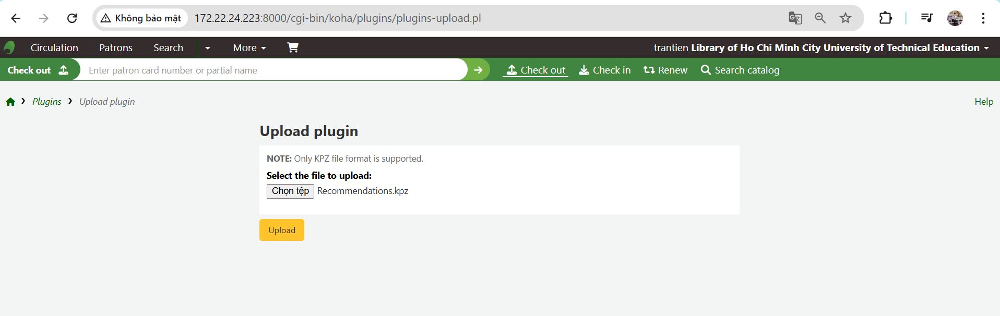 Không bảo mật 172.22.24.223:8000/cgi-bin/koha/plugins/plugins-upload.pl
Circulation Patrons Search More trantien Library of Ho Chi Minh City University of Technical Education
Check out Enter patron card number or partial name Check out Check in Renew Search catalog
Plugins Upload plugin Help
Upload plugin
NOTE: Only KPZ file format is supported.
Select the file to upload:
Chọn tệp Recommendations.kpz
Upload